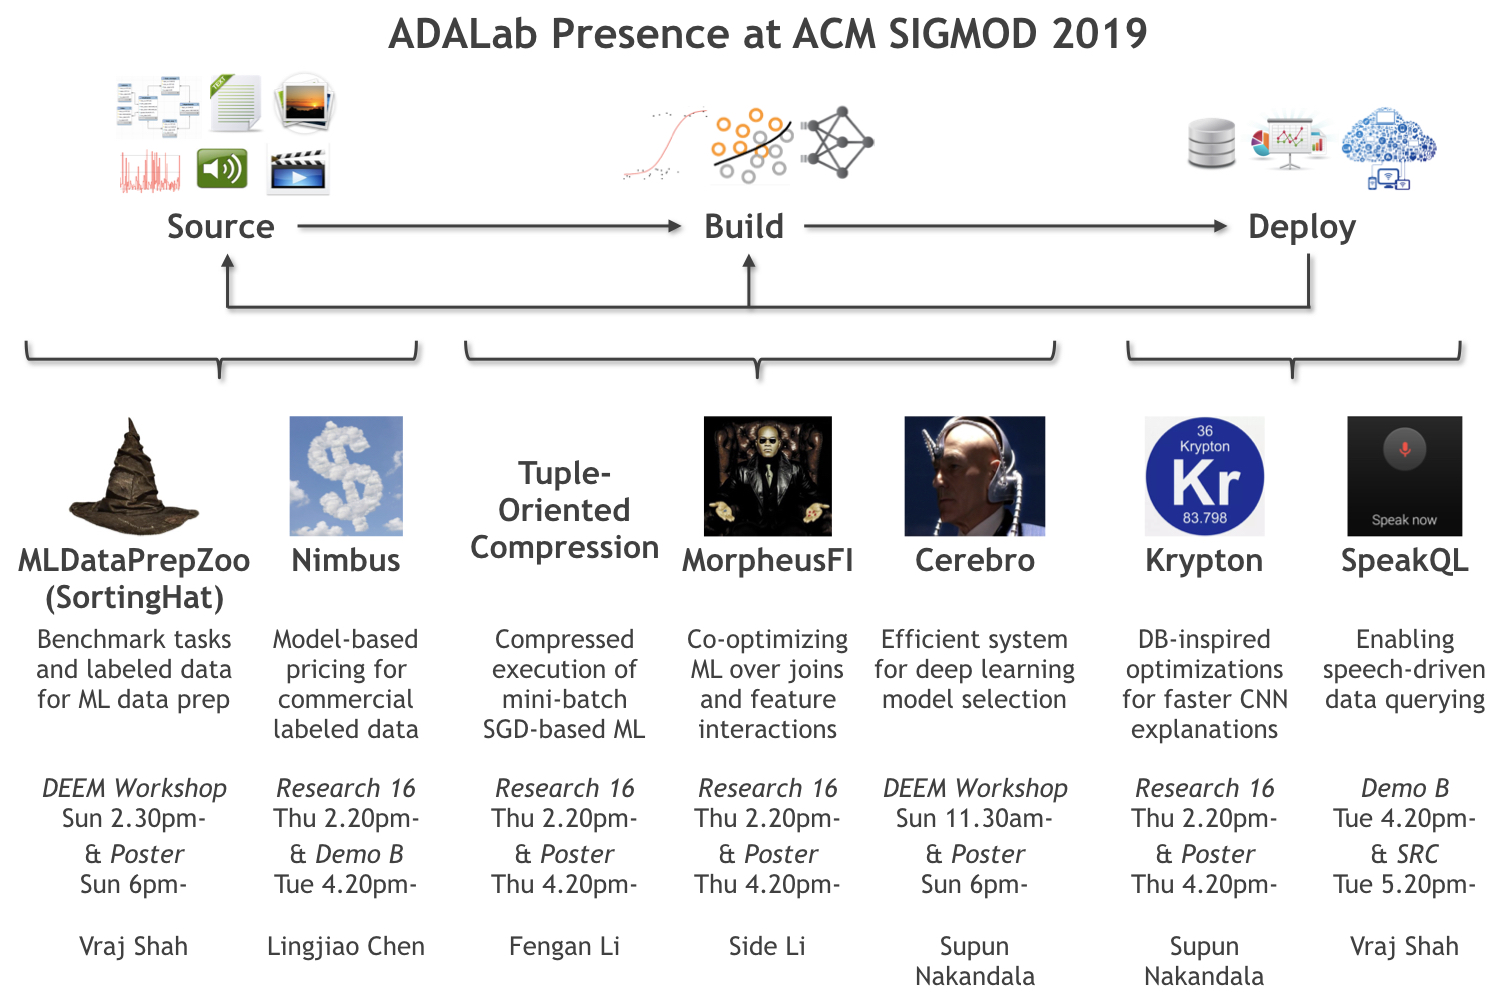 ADALab Presence at ACM SIGMOD 2019
TEXT
Source
Build
Deploy
36
Krypton
Kr
83.798
Speak now
MLDataPrepZoo
(SortingHat)
Benchmark tasks
and labeled data
for ML data prep
DEEM Workshop
Sun 2.30pm-
& Poster
Sun 6pm-
Vraj Shah
Nimbus
Model-based
pricing for
commercial
labeled data
Research 16
Thu 2.20pm-
& Demo B
Tue 4.20pm-
Lingjiao Chen
Tuple-
Oriented
Compression
Compressed
execution of
mini-batch
SGD-based ML
Research 16
Thu 2.20pm-
& Poster
Thu 4.20pm-
Fengan Li
MorpheusFI
Co-optimizing
ML over joins
and feature
interactions
Research 16
Thu 2.20pm-
& Poster
Thu 4.20pm-
Side Li
Cerebro
Efficient system
for deep learning
model selection
DEEM Workshop
Sun 11.30am-
& Poster
Sun 6pm-
Supun
Nakandala
Krypton
DB-inspired
optimizations
for faster CNN
explanations
Research 16
Thu 2.20pm-
& Poster
Thu 4.20pm-
Supun
Nakandala
SpeakQL
Enabling
speech-driven
data querying
Demo B
Tue 4.20pm-
& SRC
Tue 5.20pm-
Vraj Shah